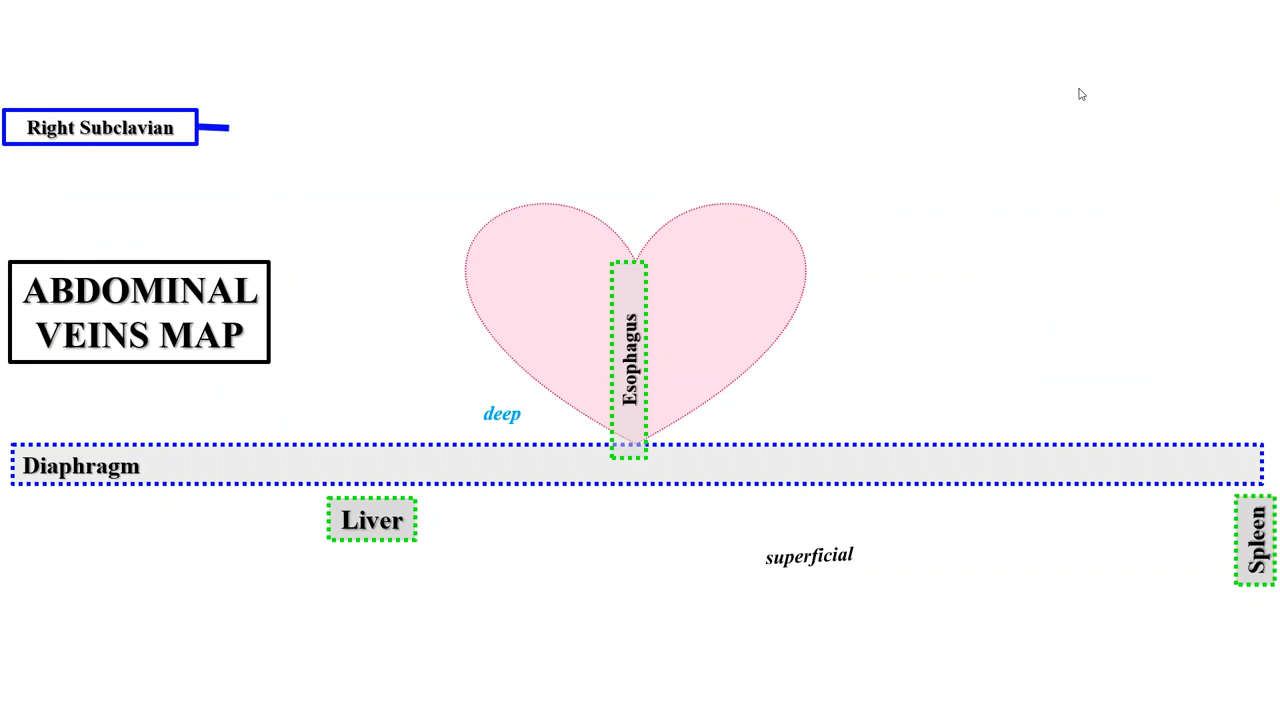 Right Subclavian
ABDOMINAL
VEINS MAP
Esophagus
deep
Diaphragm
Liver
superficial
Spleen